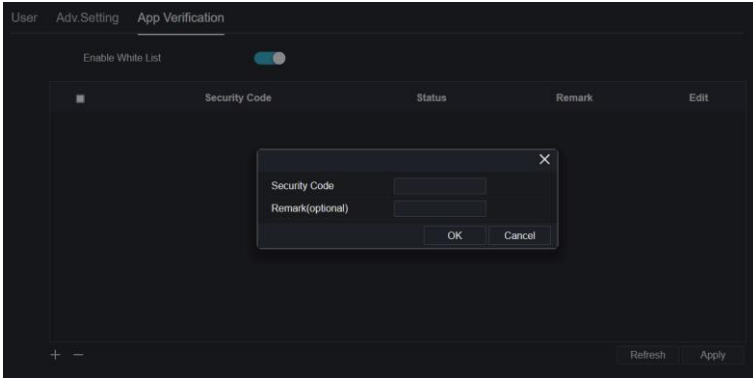 User Adv.Setting App Verification
Enable White List
Security Code Status Remark Edit
Security Code
Remark(optional)
OK Cancel
Refresh Apply